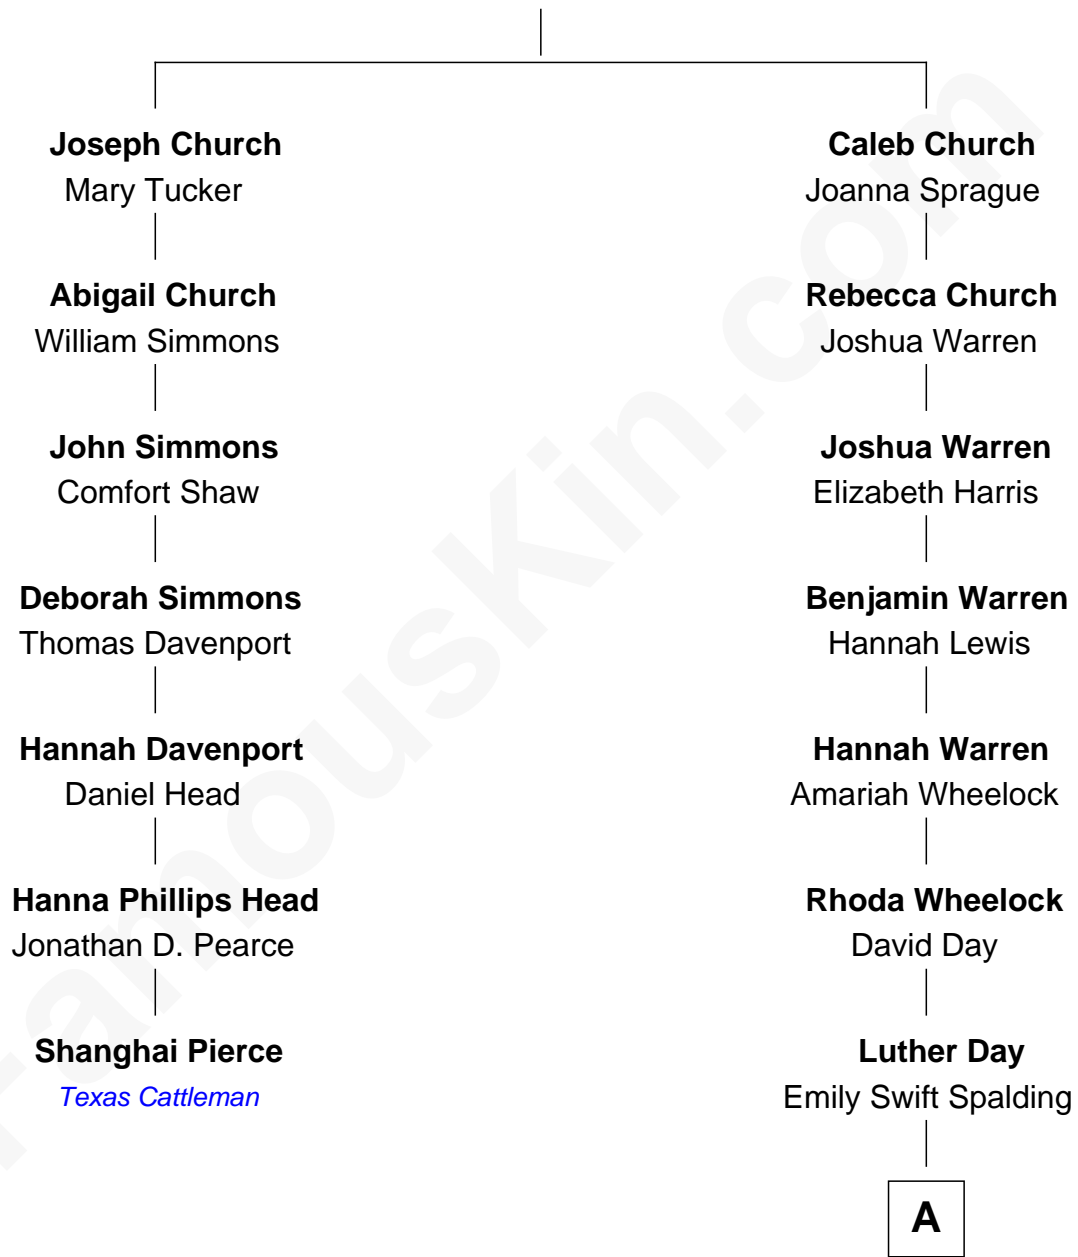 Joseph Church
Mary Tucker
Abigail Church
William Simmons
John Simmons
Comfort Shaw
Deborah Simmons
Thomas Davenport
Hannah Davenport
Daniel Head
Hanna Phillips Head
Jonathan D. Pearce
Shanghai Pierce
Texas Cattleman
Caleb Church
Joanna Sprague
Rebecca Church
Joshua Warren
Joshua Warren
Elizabeth Harris
Benjamin Warren
Hannah Lewis
Hannah Warren
Amariah Wheelock
Rhoda Wheelock
David Day
Luther Day
Emily Swift Spalding
A
FamousKin.com